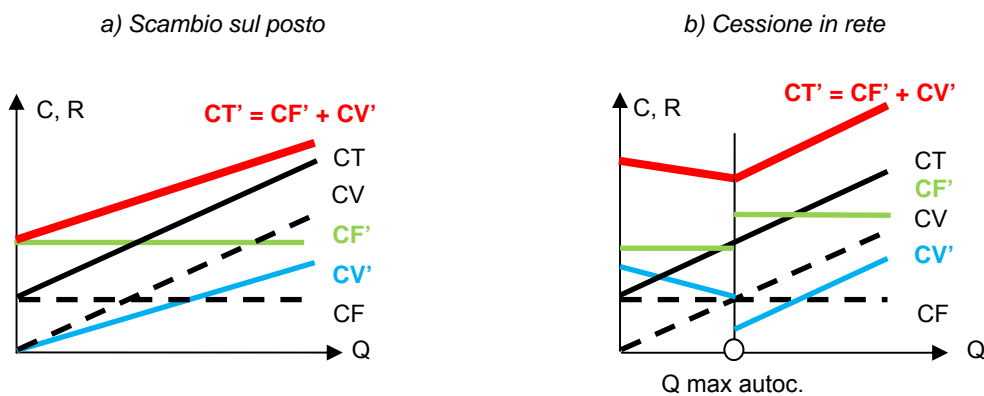 a) Scambio sul posto
C, R
CT’ = CF’ + CV’
CT
CV
CF’
CV’
CF
Q
b) Cessione in rete
C, R
CT’ = CF’ + CV’
CT
CF’
CV
CV’
CF
Q
Q max autoc.